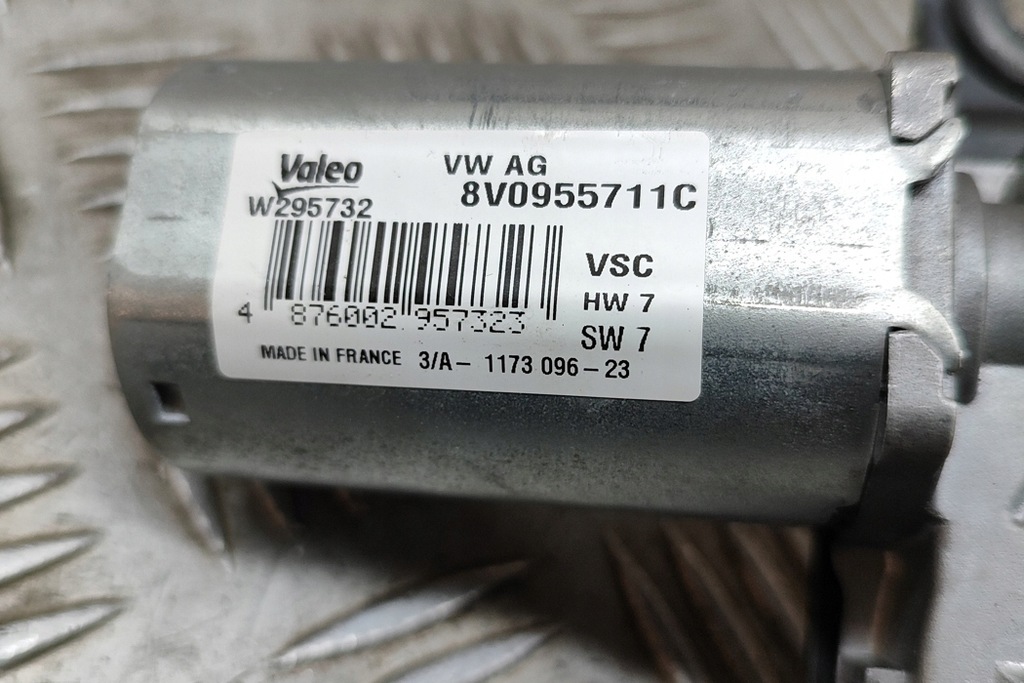 Valeo
VW AG
W295732
8V0955711C
VSC
HW 7
SW 7
4 876002 957323
MADE IN FRANCE 3/A- 1173 096-23